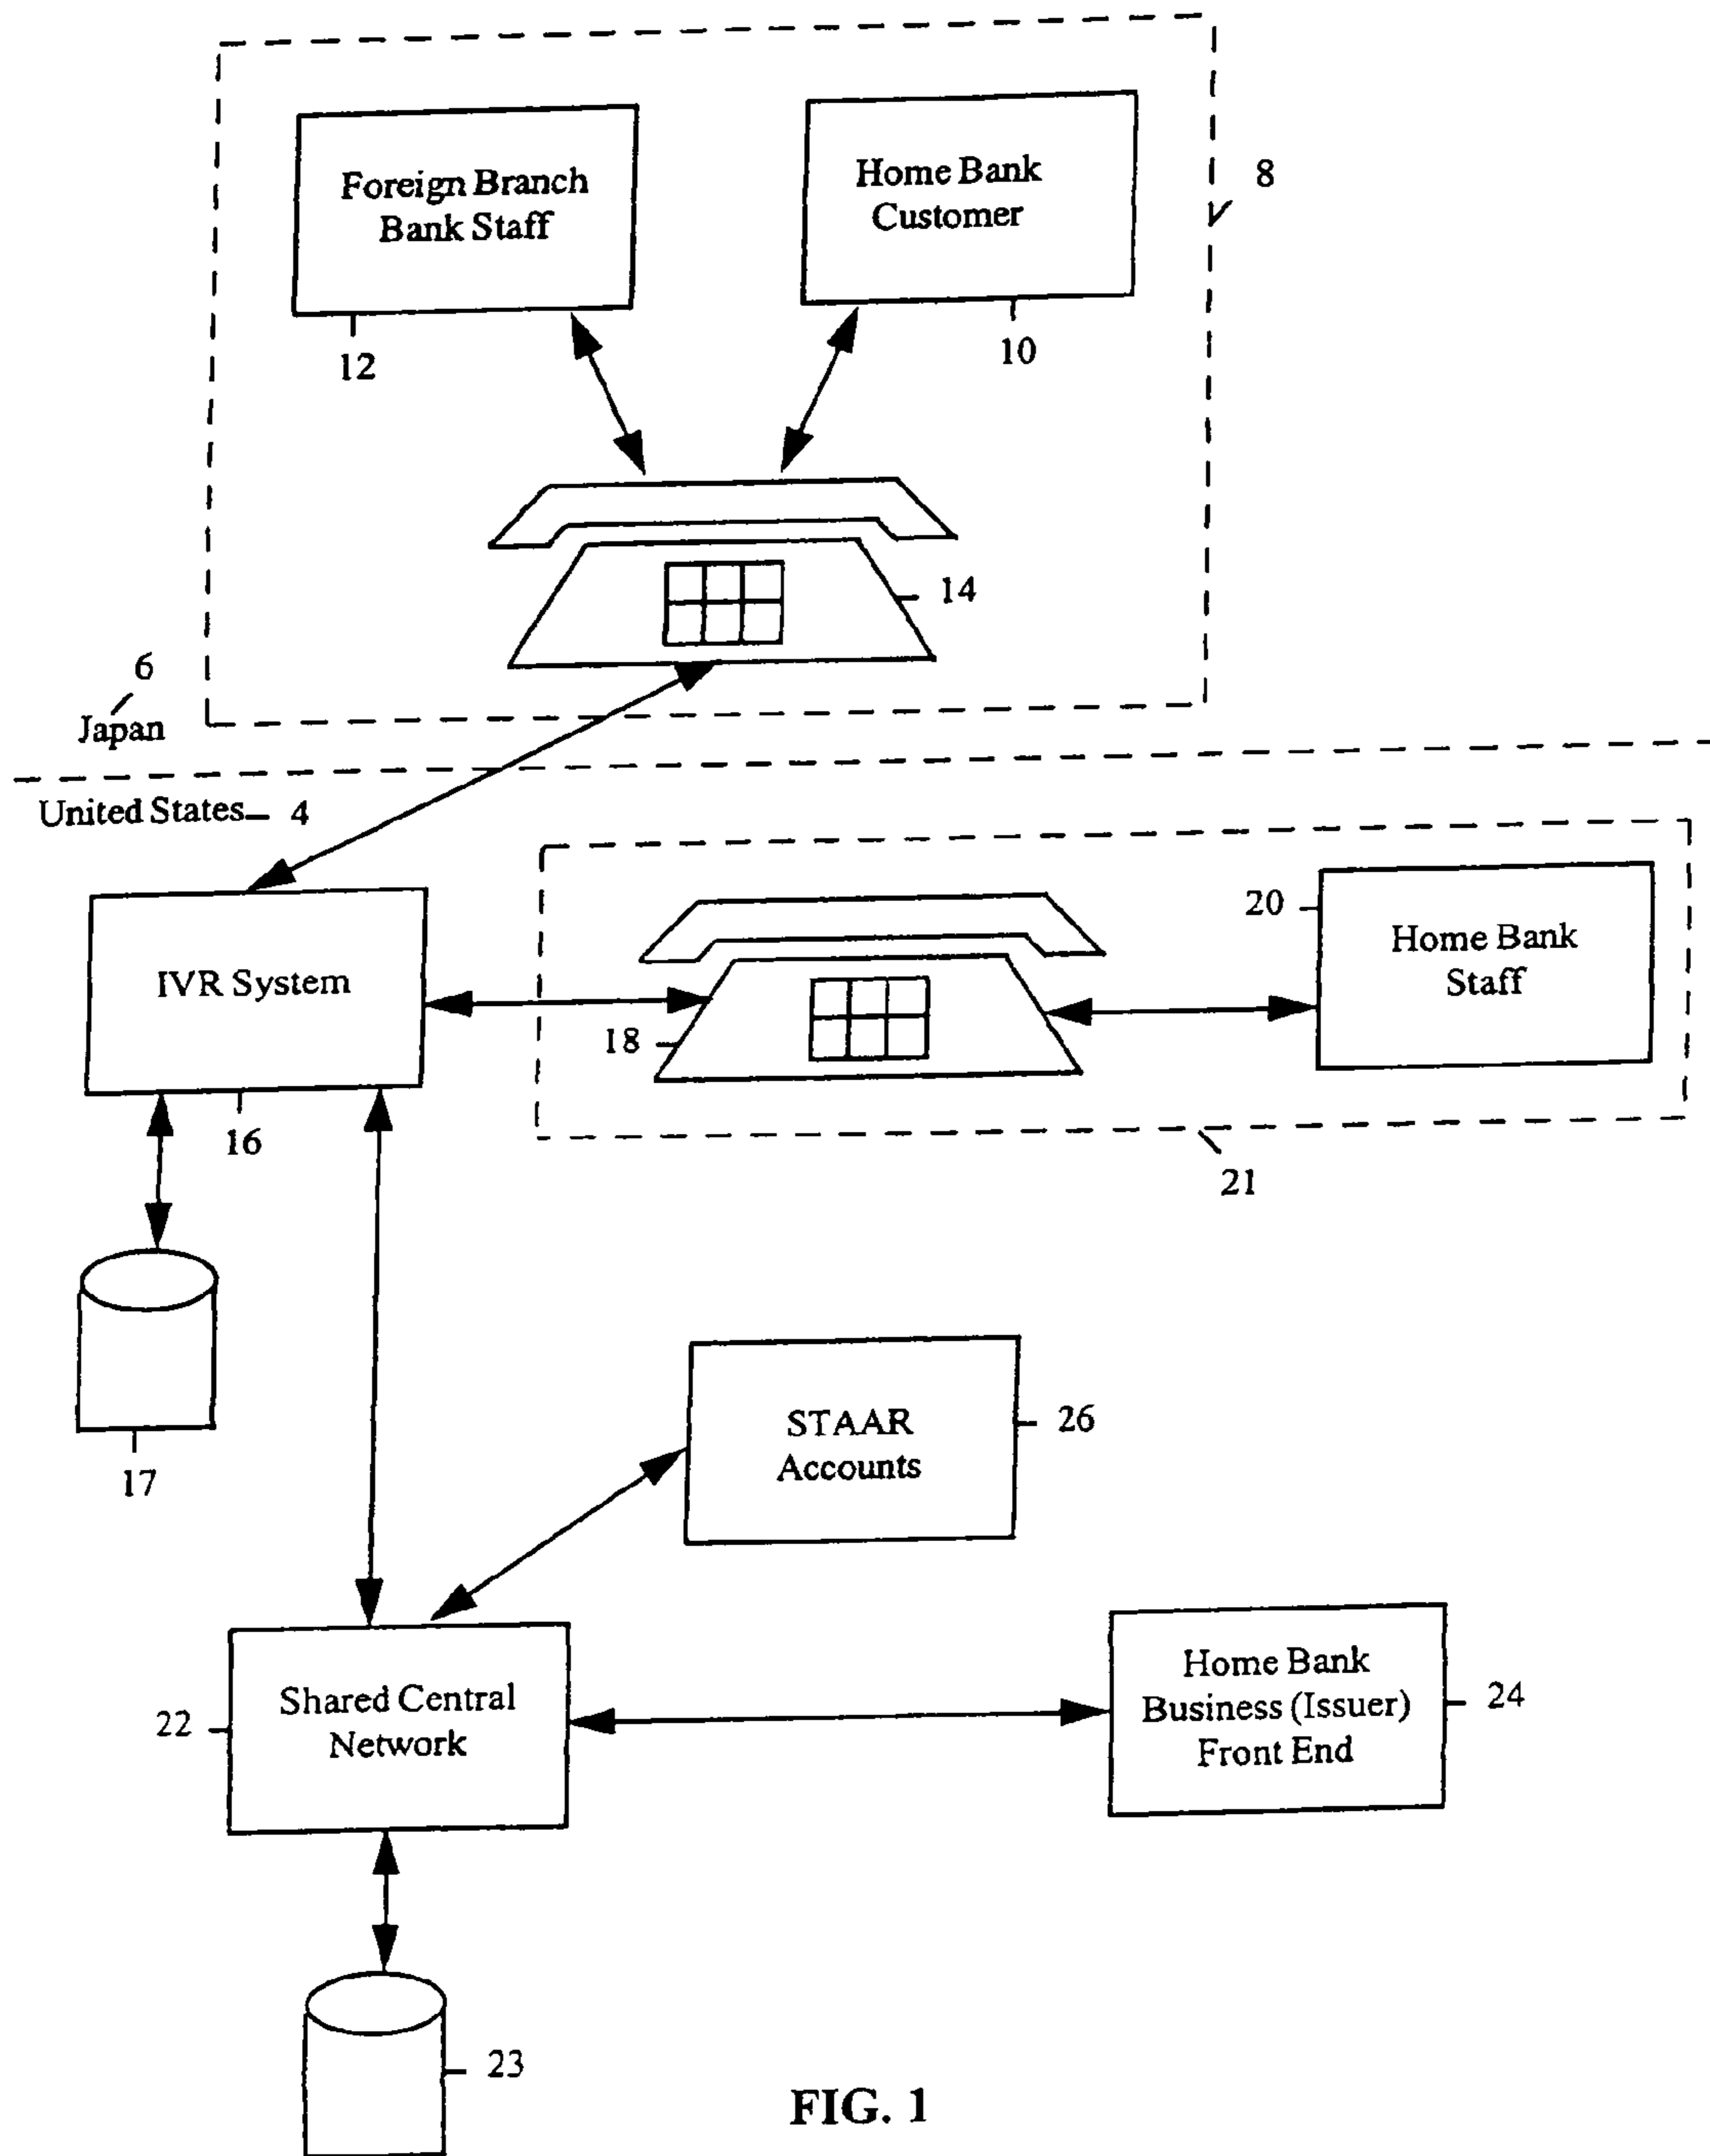 Foreign Branch
Bank Staff
Home Bank
Customer
8
12
10
14
6
Japan
United States
4
IVR System
20
Home Bank
Staff
18
16
21
17
STAAR
Accounts
26
Shared Central
Network
22
Home Bank
Business (Issuer)
Front End
24
23
FIG. 1